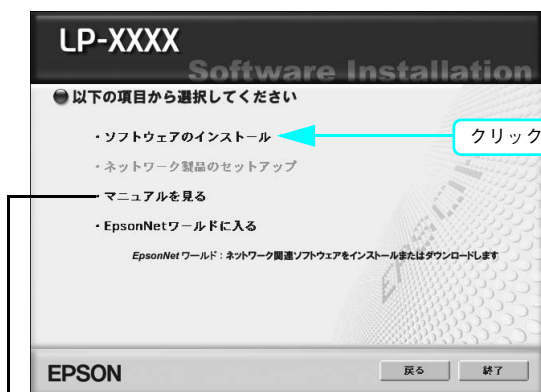 LP-XXXX
Software Installation
以下の項目から選択してください
・ソフトウェアのインストール
クリック
・ネットワーク製品のセットアップ
・マニュアルを見る
・EpsonNetワールドに入る
EpsonNet ワールド：ネットワーク関連ソフトウェアをインストールまたはダウンロードします
EPSON
EPSON
戻る
終了